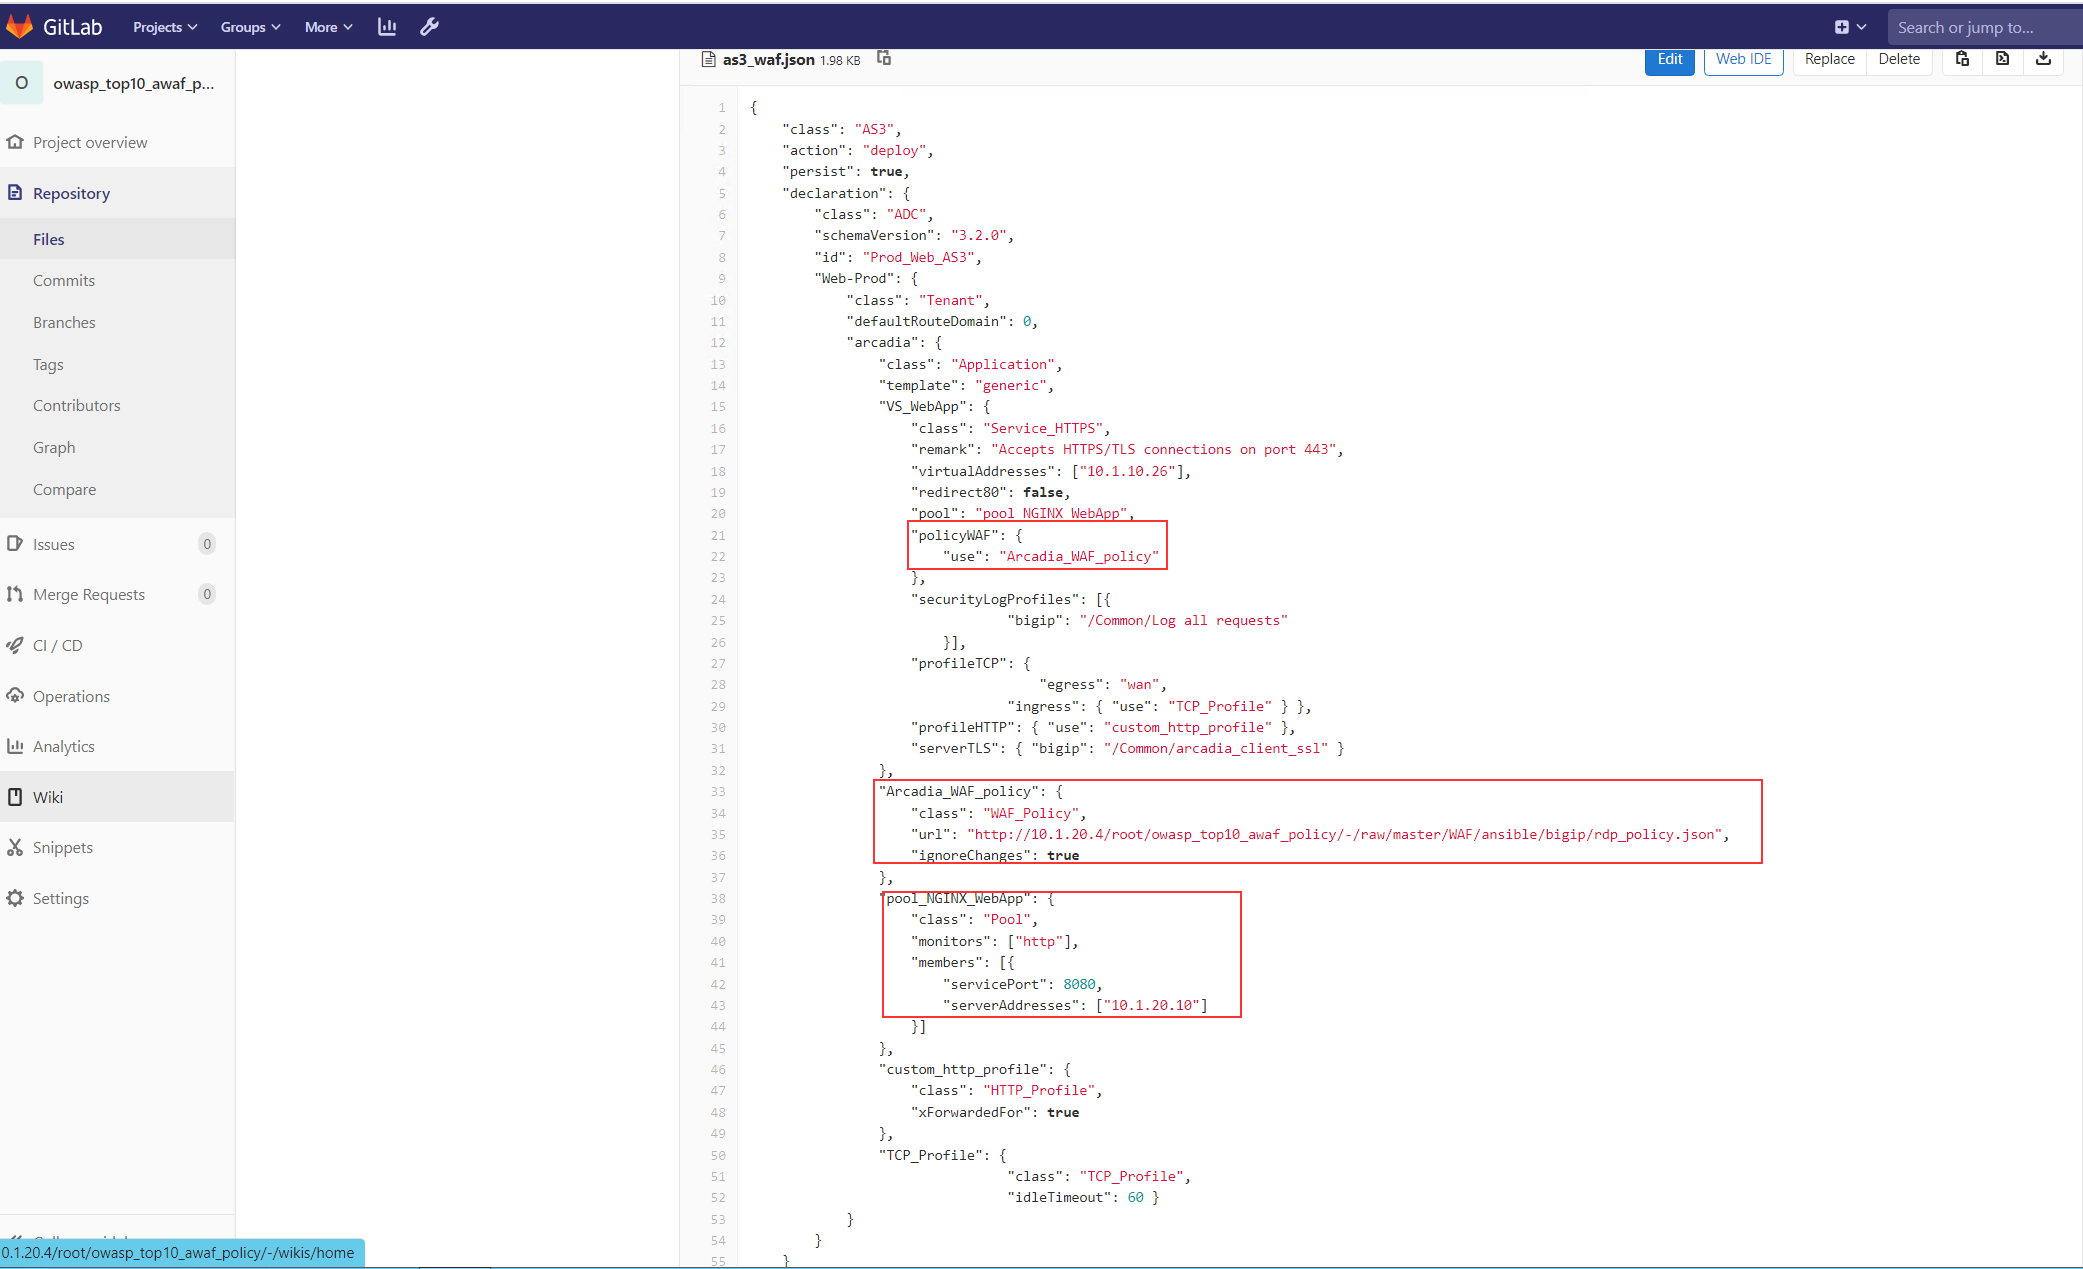 GitLab Projects Groups More Search or jump to...
O owasp_top10_awaf_p...
Project overview
Repository
Files
Commits
Branches
Tags
Contributors
Graph
Compare
Issues 0
Merge Requests 0
CI / CD
Operations
Analytics
Wiki
Snippets
Settings
0.1.20.4/root/owasp_top10_awaf_policy/-/wikis/home
as3_waf.json 1.98 KB Edit Web IDE Replace Delete
1 {
2 "class": "AS3",
3 "action": "deploy",
4 "persist": true,
5 "declaration": {
6 "class": "ADC",
7 "schemaVersion": "3.2.0",
8 "id": "Prod_Web_AS3",
9 "Web-Prod": {
10 "class": "Tenant",
11 "defaultRouteDomain": 0,
12 "arcadia": {
13 "class": "Application",
14 "template": "generic",
15 "VS_WebApp": {
16 "class": "Service_HTTPS",
17 "remark": "Accepts HTTPS/TLS connections on port 443",
18 "virtualAddresses": ["10.1.10.26"],
19 "redirect80": false,
20 "pool": "pool_NGINX_WebApp",
21 "policyWAF": {
22 "use": "Arcadia_WAF_policy"
23 },
24 "securityLogProfiles": [{
25 "bigip": "/Common/Log all requests"
26 }],
27 "profileTCP": {
28 "egress": "wan",
29 "ingress": { "use": "TCP_Profile" } },
30 "profileHTTP": { "use": "custom_http_profile" },
31 "serverTLS": { "bigip": "/Common/arcadia_client_ssl" }
32 },
33 "Arcadia_WAF_policy": {
34 "class": "WAF_Policy",
35 "url": "http://10.1.20.4/root/owasp_top10_awaf_policy/-/raw/master/WAF/ansible/bigip/rdp_policy.json",
36 "ignoreChanges": true
37 },
38 "pool_NGINX_WebApp": {
39 "class": "Pool",
40 "monitors": ["http"],
41 "members": [{
42 "servicePort": 8080,
43 "serverAddresses": ["10.1.20.10"]
44 }]
45 },
46 "custom_http_profile": {
47 "class": "HTTP_Profile",
48 "xForwardedFor": true
49 },
50 "TCP_Profile": {
51 "class": "TCP_Profile",
52 "idleTimeout": 60 }
53 }
54 }
55 }